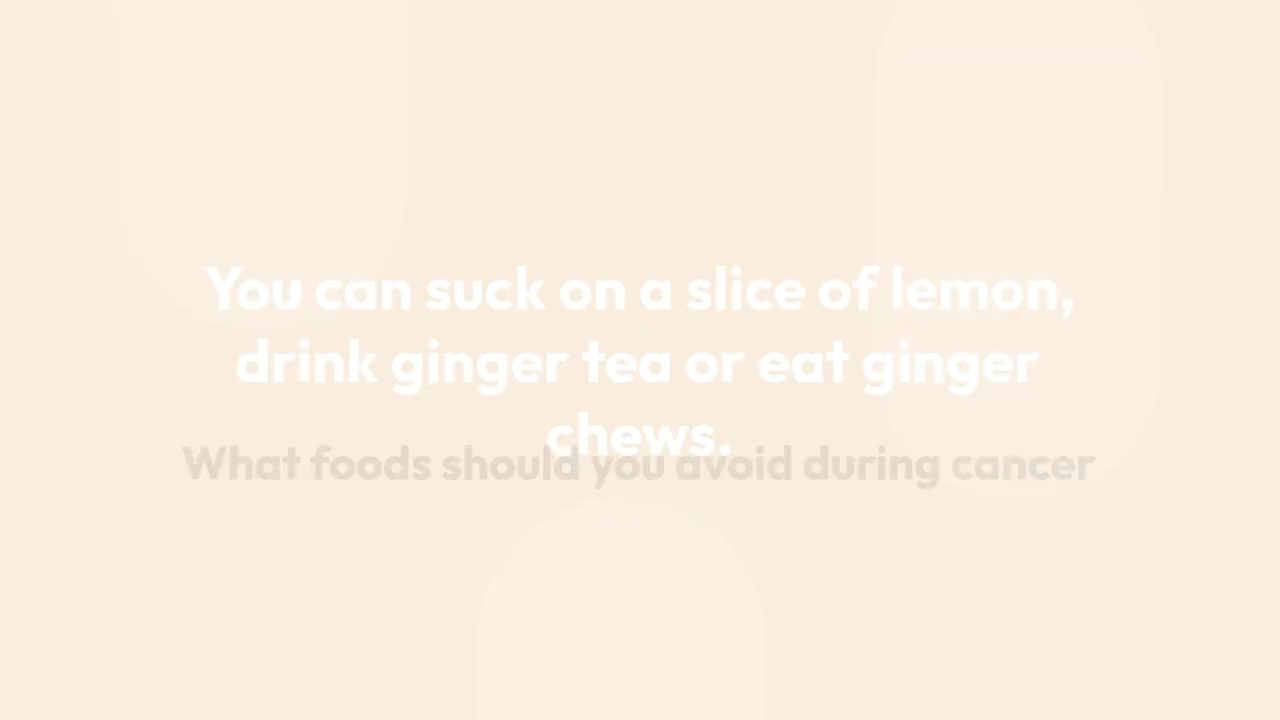 You can suck on a slice of lemon,
drink ginger tea or eat ginger
chews.
What foods should you avoid during cancer